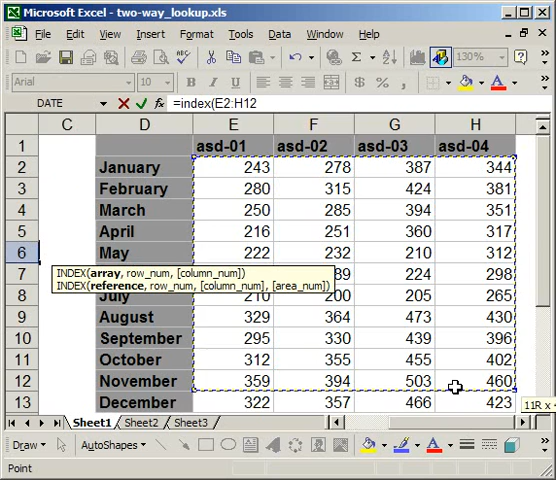 Microsoft Excel - two-way_lookup.xls
File Edit View Insert Format Tools Data Window Help
130%
Arial 10 B I U $ %
DATE =index(E2:H12
C D E F G H
1 asd-01 asd-02 asd-03 asd-04
2 January 243 278 387 344
3 February 280 315 424 381
4 March 250 285 394 351
5 April 216 251 360 317
6 May 222 232 210 312
7 89 224 298
INDEX(array, row_num, [column_num])
INDEX(reference, row_num, [column_num], [area_num])
8 July 210 200 205 265
9 August 329 364 473 430
10 September 295 330 439 396
11 October 312 355 455 402
12 November 359 394 503 460
13 December 322 357 466 423
11R x
Sheet1 Sheet2 Sheet3
Draw AutoShapes A A
Point